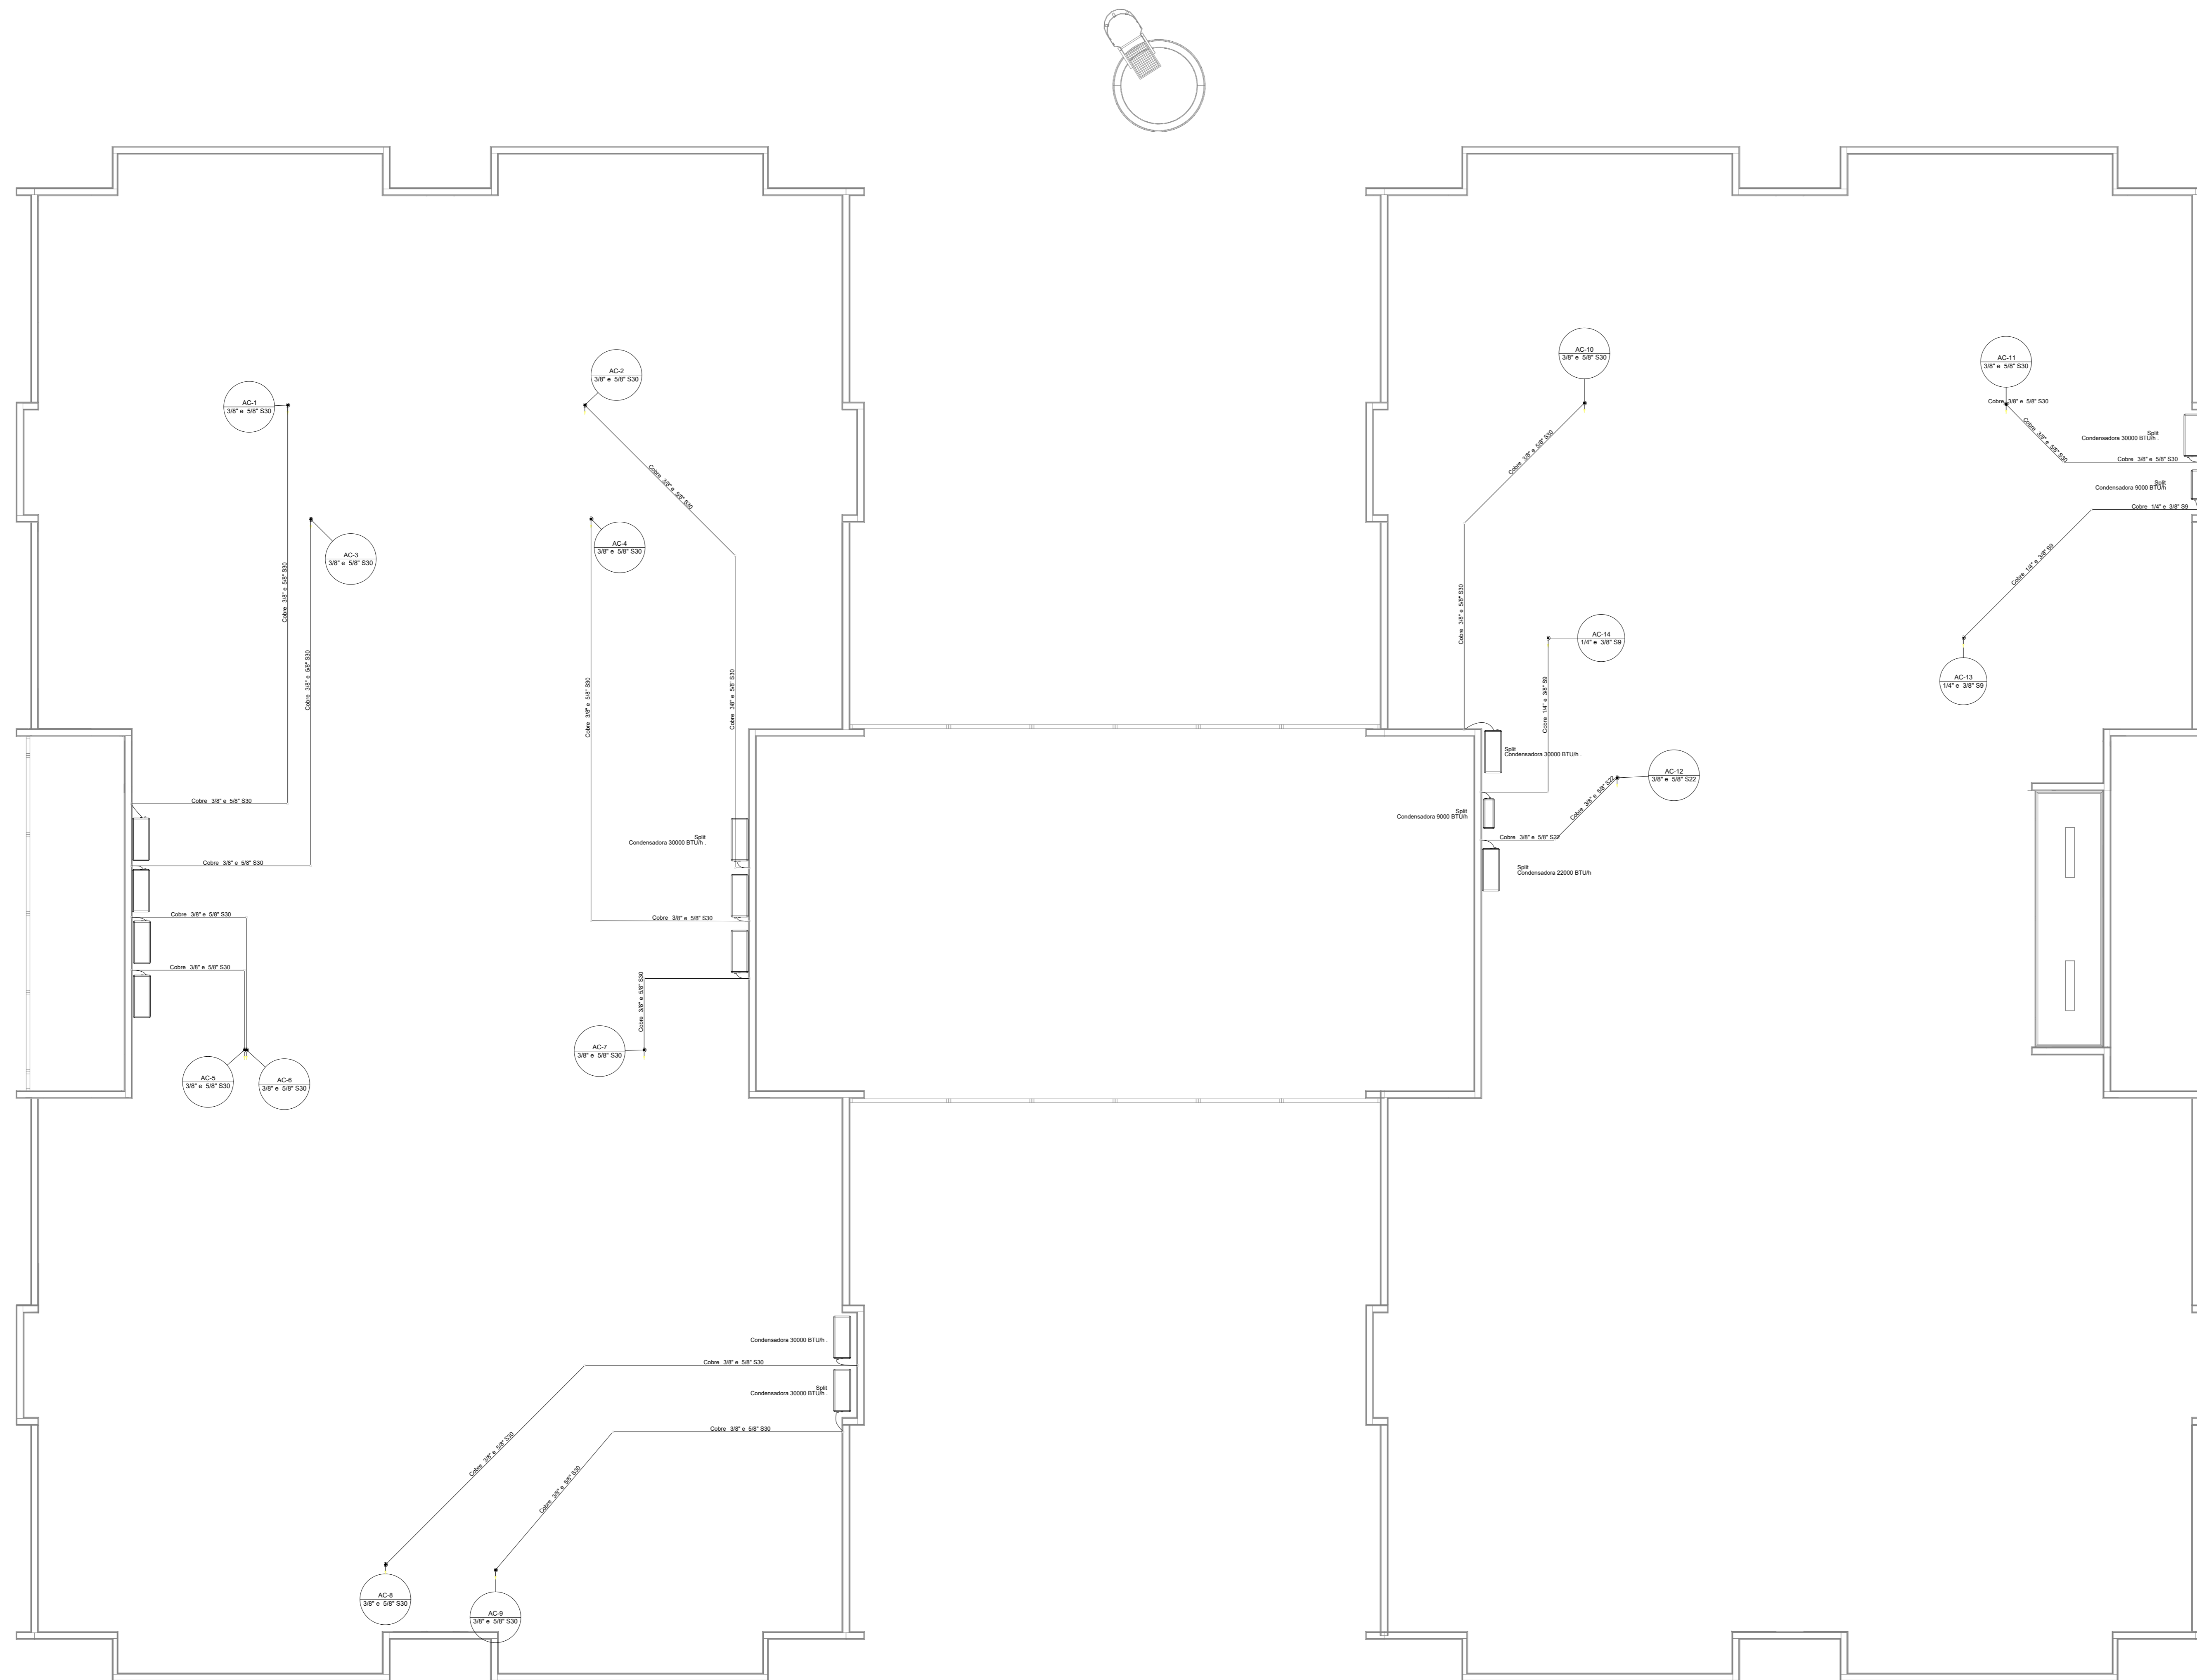 AC-1
3/8" e 5/8" S30
AC-2
3/8" e 5/8" S30
AC-3
3/8" e 5/8" S30
AC-4
3/8" e 5/8" S30
Cobre 3/8" e 5/8" S30
Cobre 3/8" e 5/8" S30
Cobre 3/8" e 5/8" S30
Cobre 3/8" e 5/8" S30
Cobre 3/8" e 5/8" S30
Cobre 3/8" e 5/8" S30
Cobre 3/8" e 5/8" S30
Split
Condensadora 30000 BTU/h .
Cobre 3/8" e 5/8" S30
Cobre 3/8" e 5/8" S30
Cobre 3/8" e 5/8" S30
Cobre 3/8" e 5/8" S30
AC-5
3/8" e 5/8" S30
AC-6
3/8" e 5/8" S30
AC-7
3/8" e 5/8" S30
Condensadora 30000 BTU/h .
Cobre 3/8" e 5/8" S30
Split
Condensadora 30000 BTU/h .
Cobre 3/8" e 5/8" S30
Cobre 3/8" e 5/8" S30
Cobre 3/8" e 5/8" S30
AC-8
3/8" e 5/8" S30
AC-9
3/8" e 5/8" S30
AC-10
3/8" e 5/8" S30
AC-11
3/8" e 5/8" S30
Cobre 3/8" e 5/8" S30
Cobre 3/8" e 5/8" S30
Cobre 3/8" e 5/8" S30
Split
Condensadora 30000 BTU/h .
Cobre 3/8" e 5/8" S30
Split
Condensadora 9000 BTU/h
Cobre 1/4" e 3/8" S9
Cobre 1/4" e 3/8" S9
Cobre 3/8" e 5/8" S30
AC-14
1/4" e 3/8" S9
AC-13
1/4" e 3/8" S9
Cobre 1/4" e 3/8" S9
Split
Condensadora 30000 BTU/h .
AC-12
3/8" e 5/8" S22
Cobre 3/8" e 5/8" S22
Split
Condensadora 9000 BTU/h
Cobre 3/8" e 5/8" S22
Split
Condensadora 22000 BTU/h